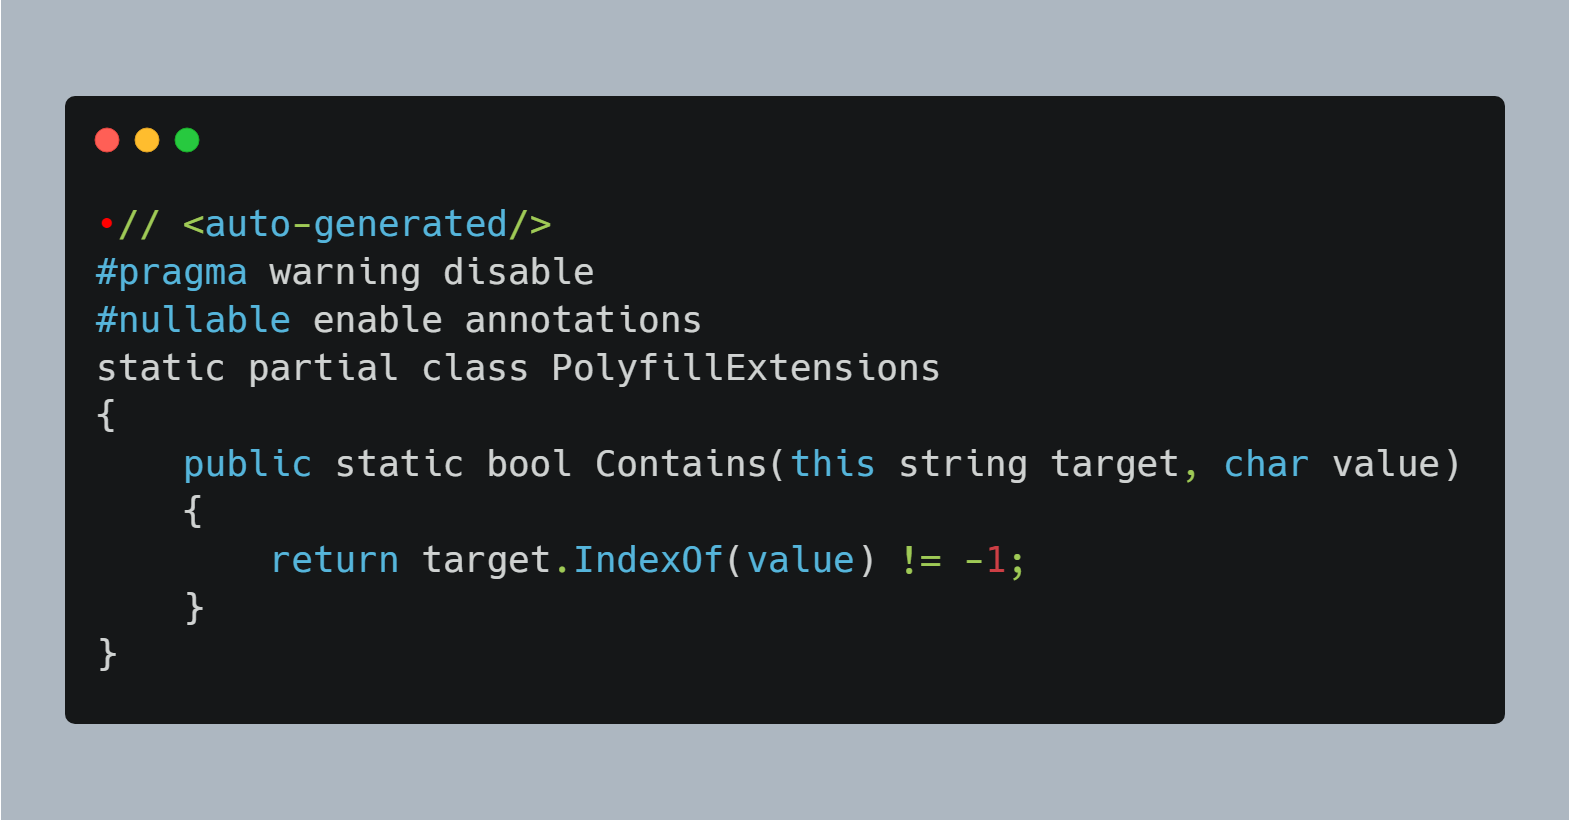 •// <auto-generated/>
#pragma warning disable
#nullable enable annotations
static partial class PolyfillExtensions
{
    public static bool Contains(this string target, char value)
    {
        return target.IndexOf(value) != -1;
    }
}